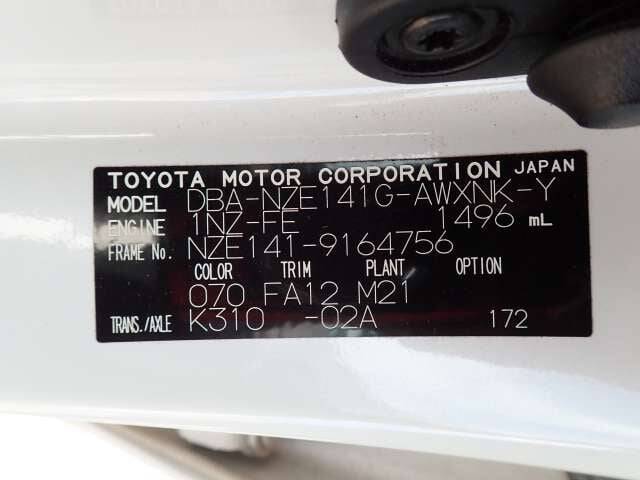 TOYOTA MOTOR CORPORATION JAPAN
MODEL DBA-NZE141G-AWXNK-Y
ENGINE 1NZ-FE 1496 mL
FRAME No. NZE141-9164756
COLOR TRIM PLANT OPTION
070 FA12 M21
TRANS./AXLE K310 -02A 172